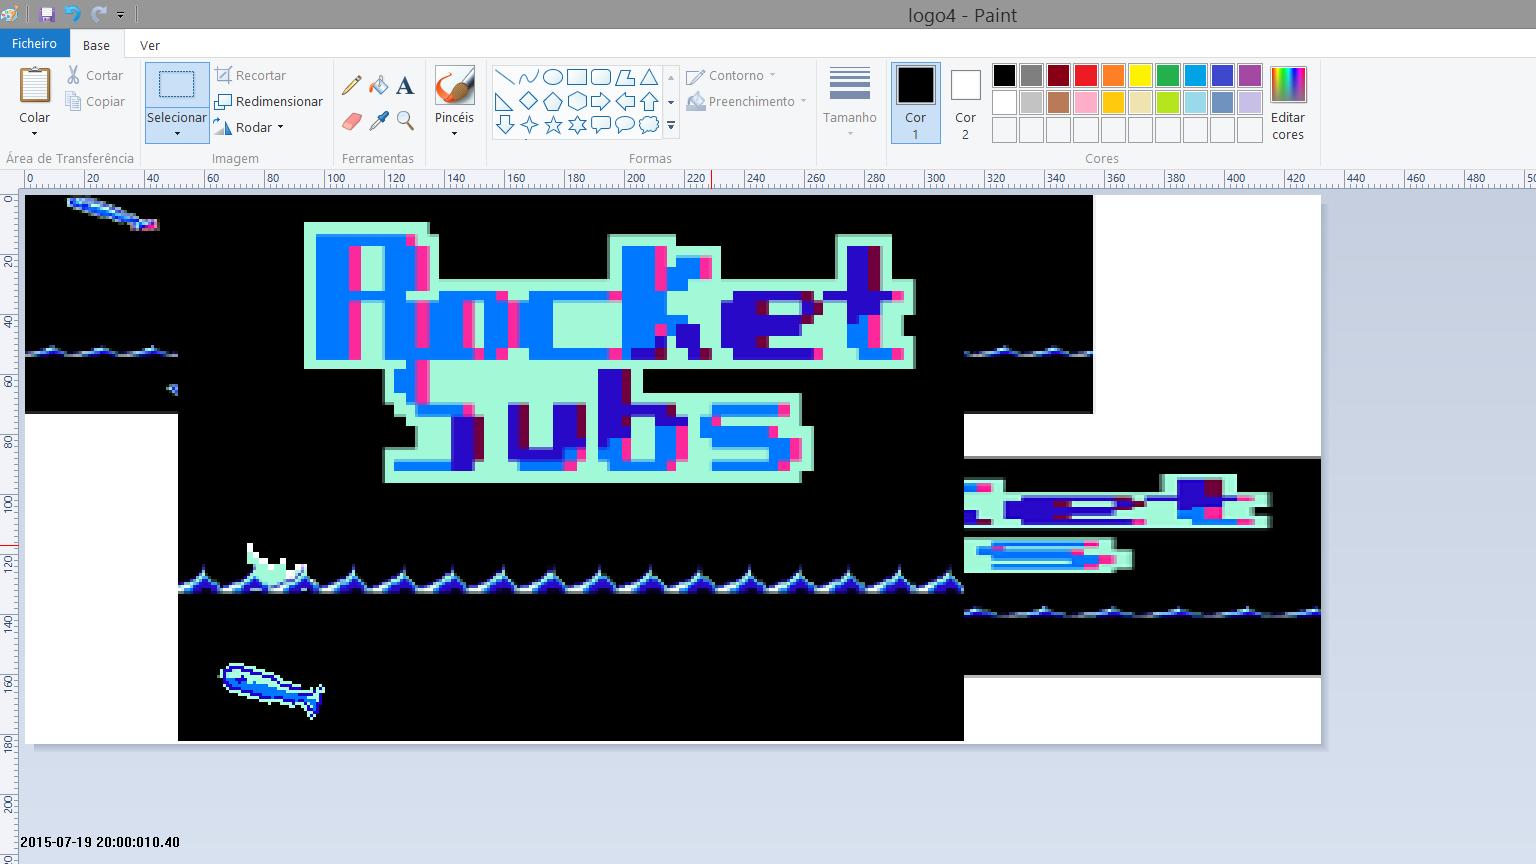 logo4 - Paint
Ficheiro Base Ver
Colar
Cortar
Copiar
Área de Transferência
Selecionar
Recortar
Redimensionar
Rodar
Imagem
A
Ferramentas
Pincéis
Contorno
Preenchimento
Formas
Tamanho
Cor 1
Cor 2
Editar cores
Cores
0 20 40 60 80 100 120 140 160 180 200 220 240 260 280 300 320 340 360 380 400 420 440 460 480 50
0
20
40
60
80
100
120
140
160
180
200
Rocket
Subs
2015-07-19 20:00:010.40